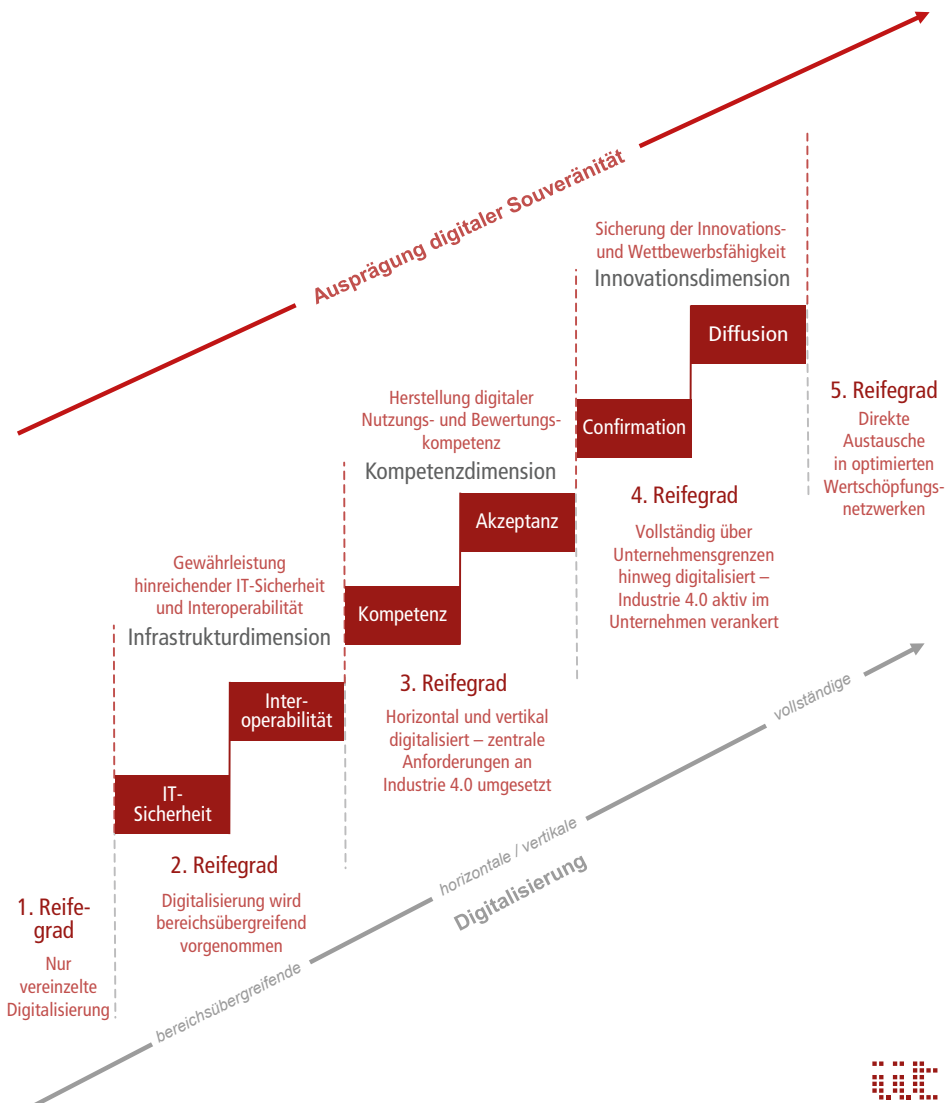 Ausprägung digitaler Souveränität
Sicherung der Innovations-
und Wettbewerbsfähigkeit
Innovationsdimension
Diffusion
Confirmation
5. Reifegrad
Direkte
Austausche
in optimierten
Wertschöpfungs-
netzwerken
Herstellung digitaler
Nutzungs- und Bewertungs-
kompetenz
Kompetenzdimension
Akzeptanz
Kompetenz
4. Reifegrad
Vollständig über
Unternehmensgrenzen
hinweg digitalisiert –
Industrie 4.0 aktiv im
Unternehmen verankert
Gewährleistung
hinreichender IT-Sicherheit
und Interoperabilität
Infrastrukturdimension
Inter-
operabilität
IT-
Sicherheit
3. Reifegrad
Horizontal und vertikal
digitalisiert – zentrale
Anforderungen an
Industrie 4.0 umgesetzt
2. Reifegrad
Digitalisierung wird
bereichsübergreifend
vorgenommen
1. Reife-
grad
Nur
vereinzelte
Digitalisierung
bereichsübergreifende
horizontale / vertikale
vollständige
Digitalisierung